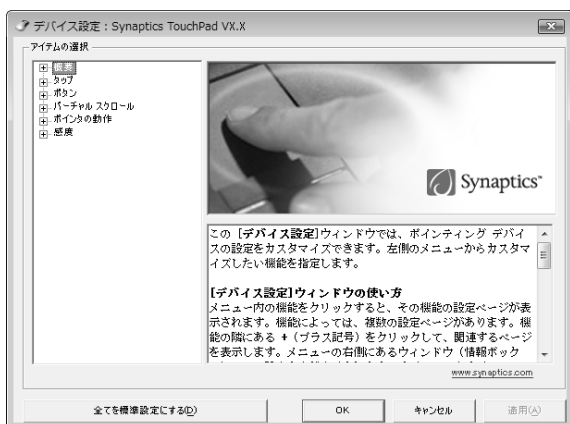 デバイス設定 : Synaptics TouchPad VX.X
アイテムの選択
概要
タップ
ボタン
バーチャル スクロール
ポインタの動作
感度
Synaptics
この [デバイス設定]ウィンドウでは、ポインティング デバイ
スの設定をカスタマイズできます。左側のメニューからカスタマ
イズしたい機能を指定します。
[デバイス設定]ウィンドウの使い方
メニュー内の機能をクリックすると、その機能の設定ページが表
示されます。機能によっては、複数の設定ページがあります。機
能の隣にある + (プラス記号) をクリックして、関連するページ
を表示します。メニューの右側にあるウィンドウ (情報ボック
www.synaptics.com
全てを標準設定にする(D)
OK
キャンセル
適用(A)